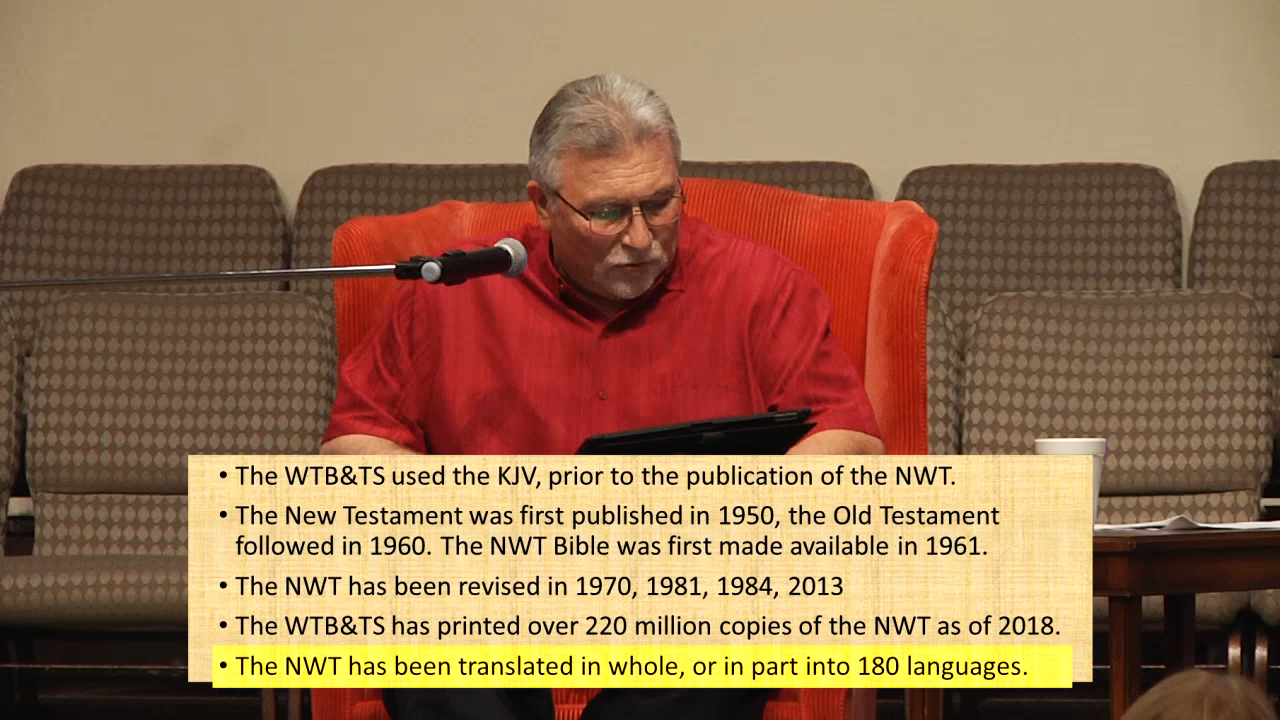 • The WTB&TS used the KJV, prior to the publication of the NWT.
• The New Testament was first published in 1950, the Old Testament
followed in 1960. The NWT Bible was first made available in 1961.
• The NWT has been revised in 1970, 1981, 1984, 2013
• The WTB&TS has printed over 220 million copies of the NWT as of 2018.
• The NWT has been translated in whole, or in part into 180 languages.